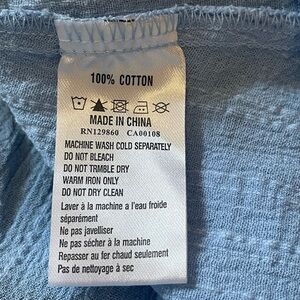 100% COTTON
MADE IN CHINA
RN129860 CA00108
MACHINE WASH COLD SEPARATELY
DO NOT BLEACH
DO NOT TRMBLE DRY
WARM IRON ONLY
DO NOT DRY CLEAN
Laver à la machine a l'eau froide
séparément
Ne pas javelliser
Ne pas sécher à la machine
Repasser au fer chaud seulement
Pas de nettoyage à sec